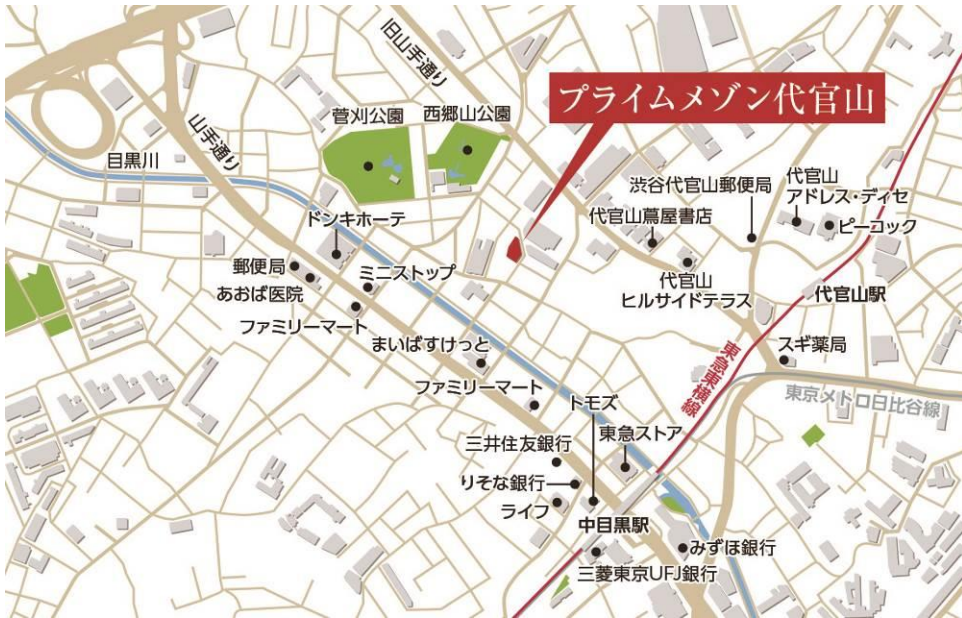 旧山手通り
プライムメゾン代官山
菅刈公園
西郷山公園
山手通り
目黒川
渋谷代官山郵便局
代官山
アドレス・ディセ
ピーコック
代官山蔦屋書店
ドンキホーテ
郵便局
あおば医院
ミニストップ
代官山
ヒルサイドテラス
代官山駅
ファミリーマート
まいばすけっと
スギ薬局
東急東横線
東京メトロ日比谷線
ファミリーマート
トモズ
東急ストア
三井住友銀行
りそな銀行
ライフ
中目黒駅
みずほ銀行
三菱東京UFJ銀行